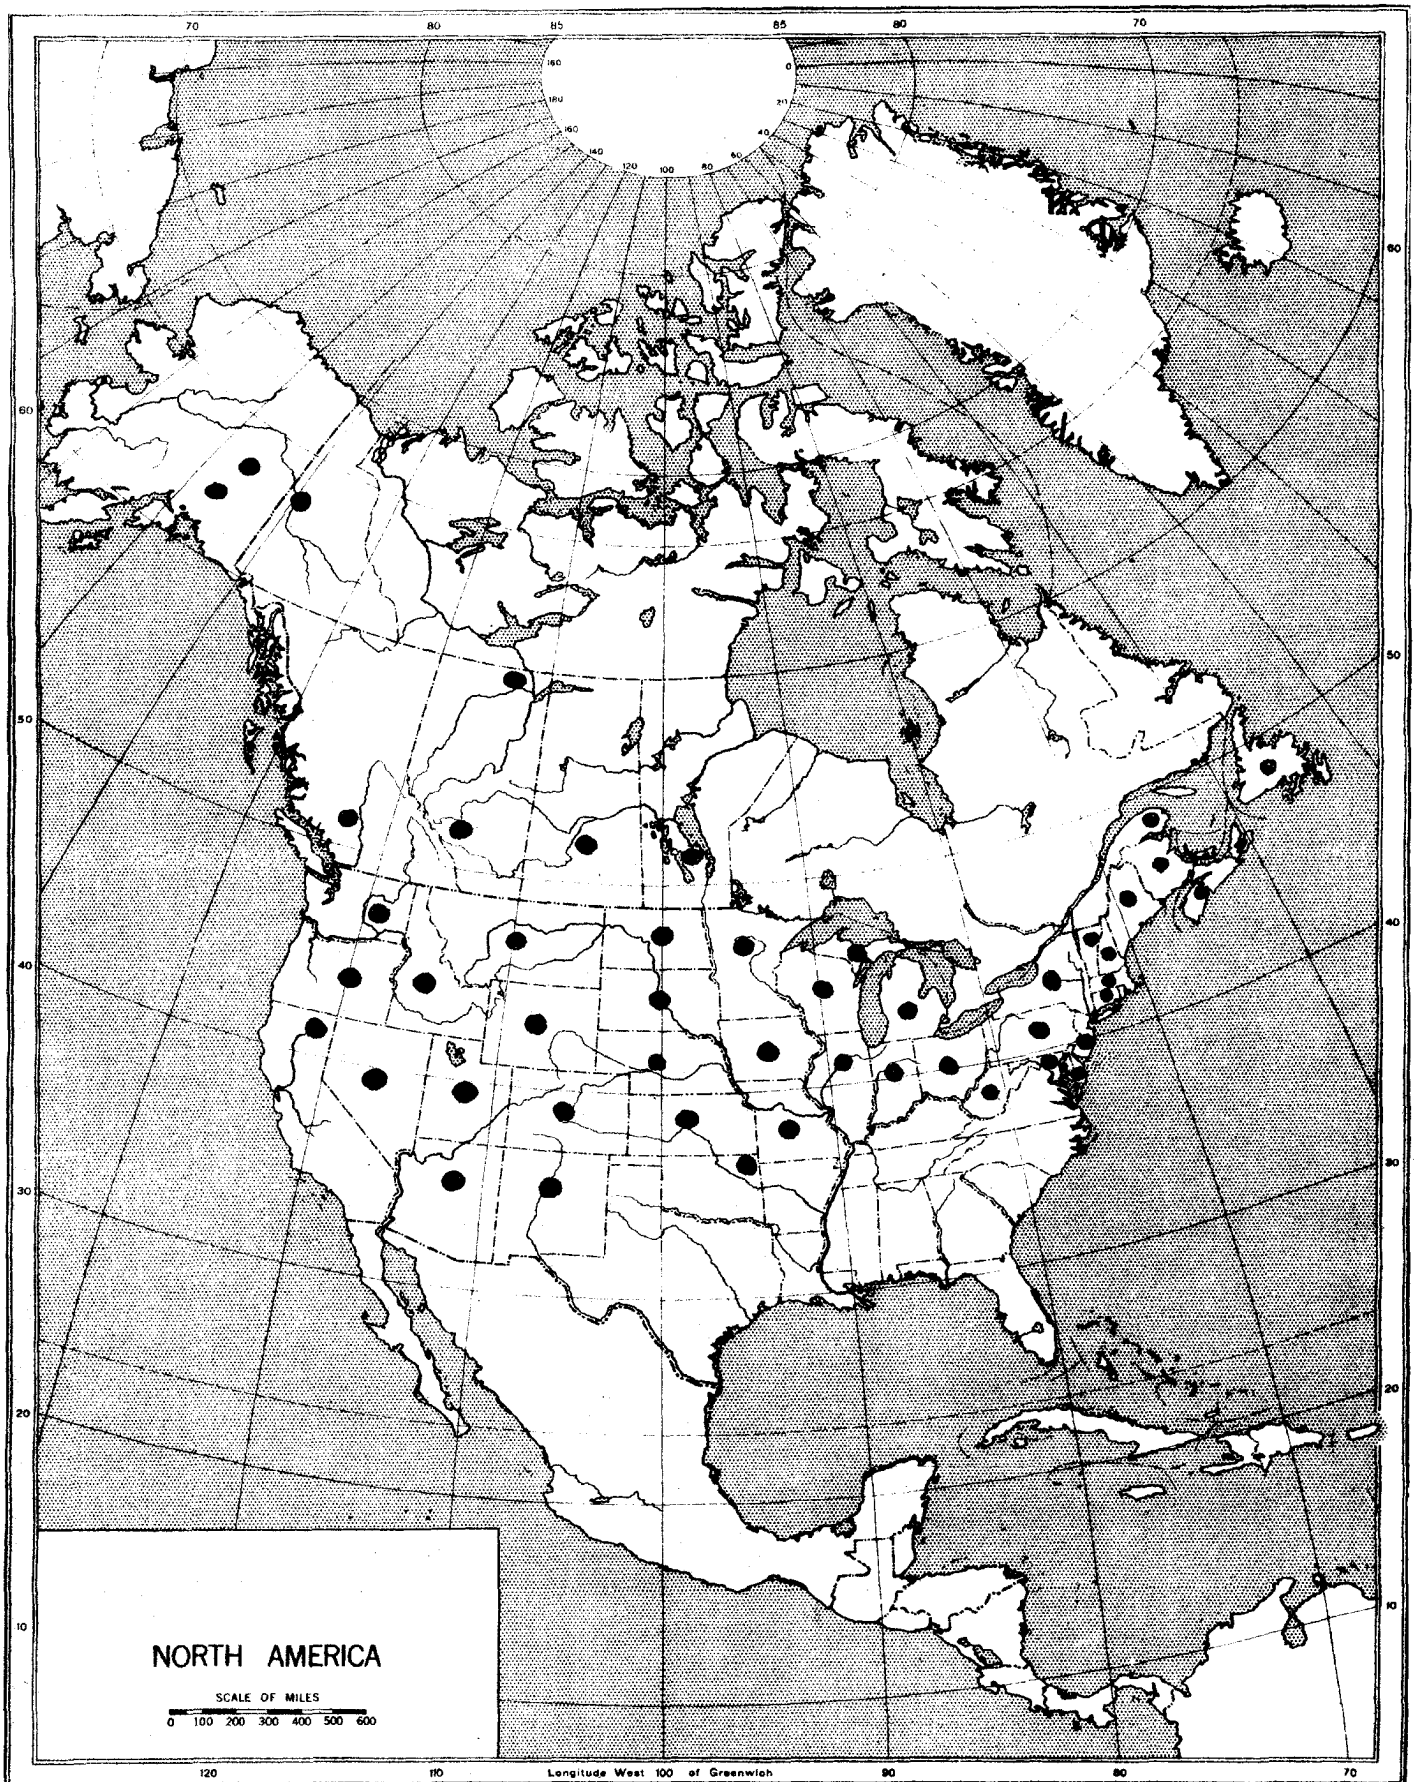 70 80 85 85 80 70
160 0
180 20
160 40
140 120 100 80 60
60 60
50 50
40 40
30 30
20 20
10 10
NORTH AMERICA
SCALE OF MILES
0 100 200 300 400 500 600
120 110 Longitude West 100 of Greenwich 90 80 70